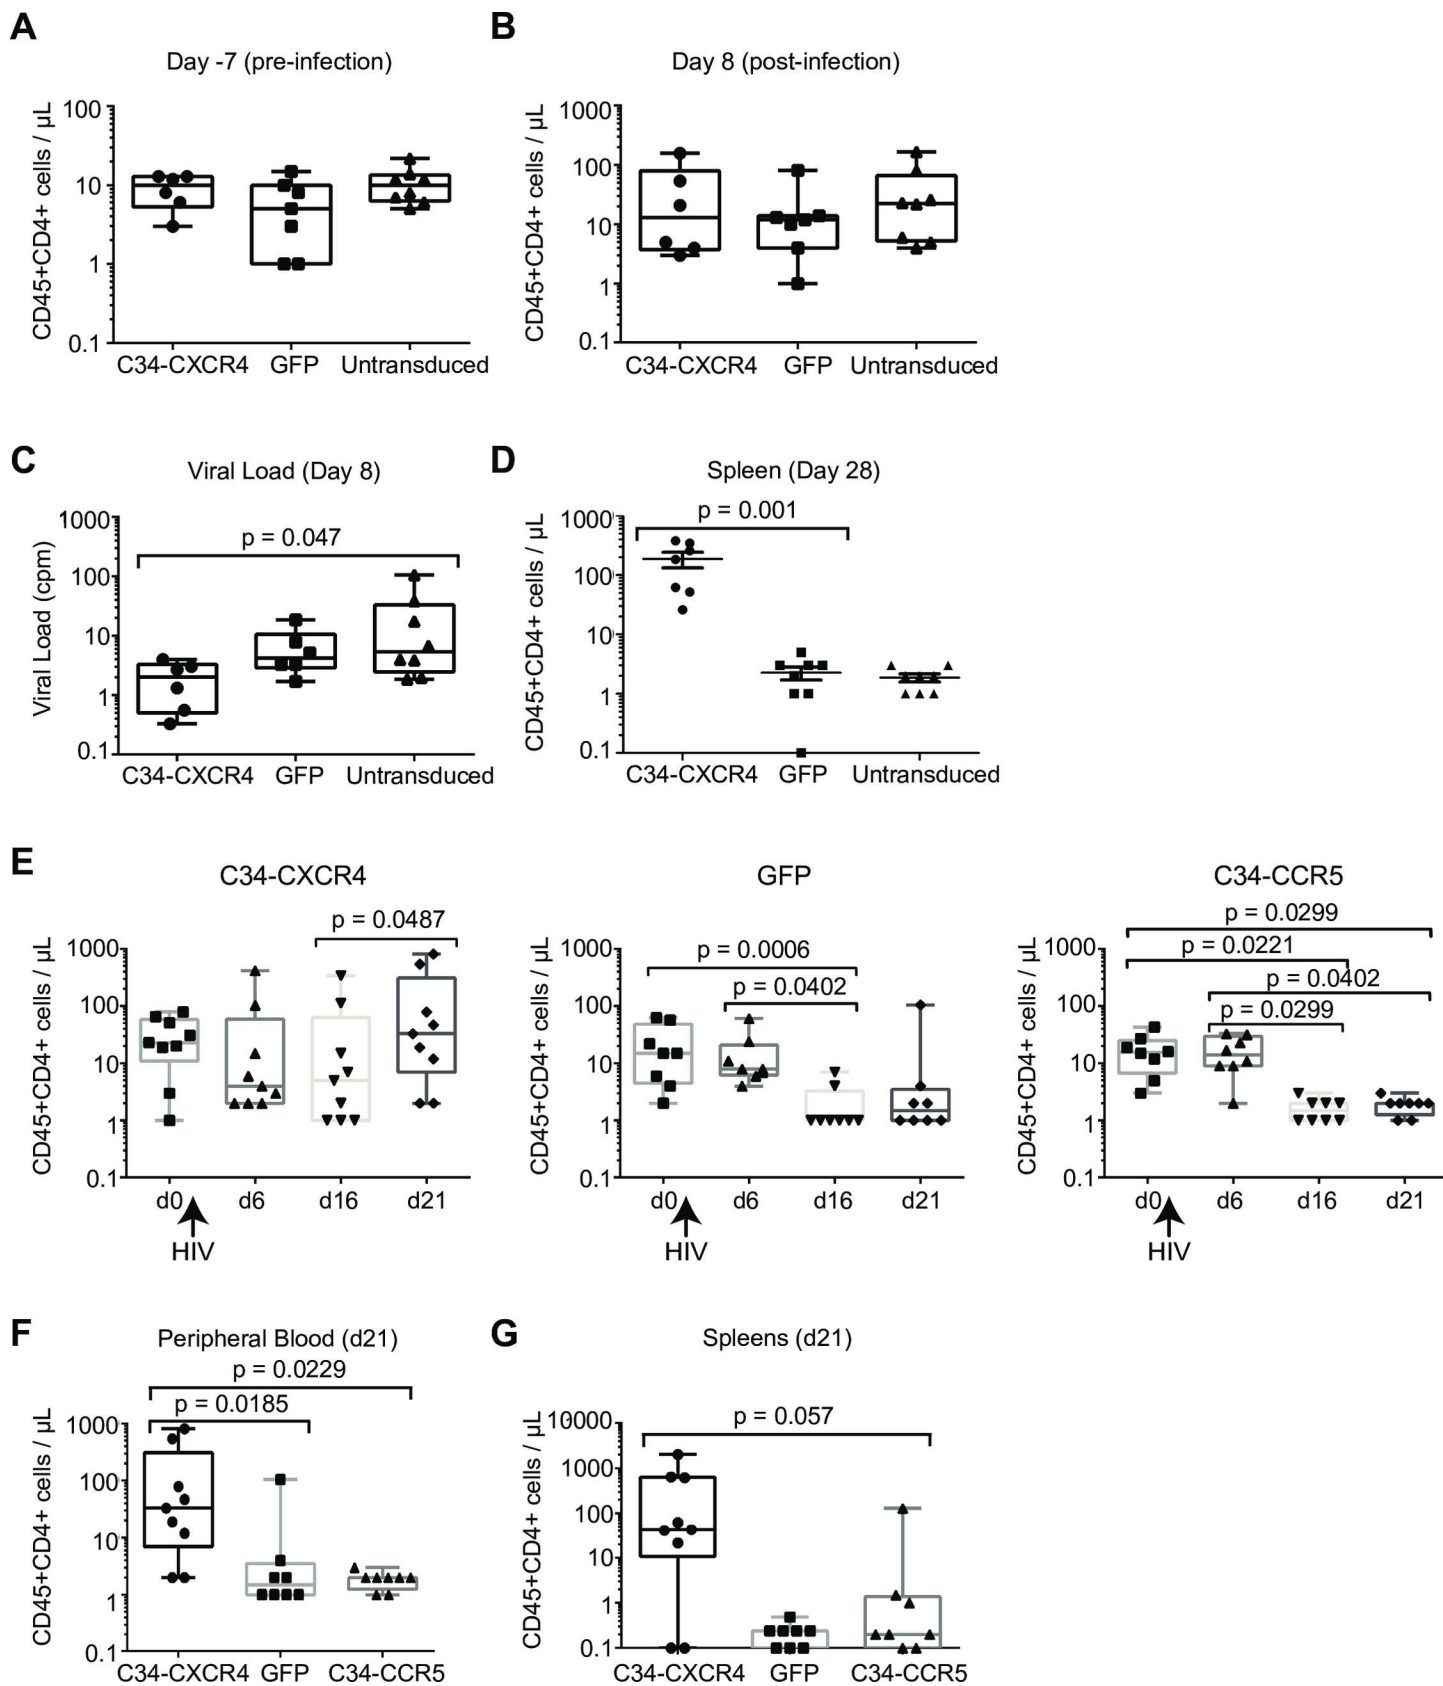 A
Day -7 (pre-infection)
CD45+CD4+ cells / µL
100
10
1
0.1
C34-CXCR4 GFP Untransduced
B
Day 8 (post-infection)
CD45+CD4+ cells / µL
1000
100
10
1
0.1
C34-CXCR4 GFP Untransduced
C
Viral Load (Day 8)
p = 0.047
Viral Load (cpm)
1000
100
10
1
0.1
C34-CXCR4 GFP Untransduced
D
Spleen (Day 28)
p = 0.001
CD45+CD4+ cells / µL
1000
100
10
1
0.1
C34-CXCR4 GFP Untransduced
E
C34-CXCR4
p = 0.0487
CD45+CD4+ cells / µL
1000
100
10
1
0.1
d0 d6 d16 d21
HIV
GFP
p = 0.0006
p = 0.0402
CD45+CD4+ cells / µL
1000
100
10
1
0.1
d0 d6 d16 d21
HIV
C34-CCR5
p = 0.0299
p = 0.0221
p = 0.0402
p = 0.0299
CD45+CD4+ cells / µL
1000
100
10
1
0.1
d0 d6 d16 d21
HIV
F
Peripheral Blood (d21)
p = 0.0229
p = 0.0185
CD45+CD4+ cells / µL
1000
100
10
1
0.1
C34-CXCR4 GFP C34-CCR5
G
Spleens (d21)
p = 0.057
CD45+CD4+ cells / µL
10000
1000
100
10
1
0.1
C34-CXCR4 GFP C34-CCR5